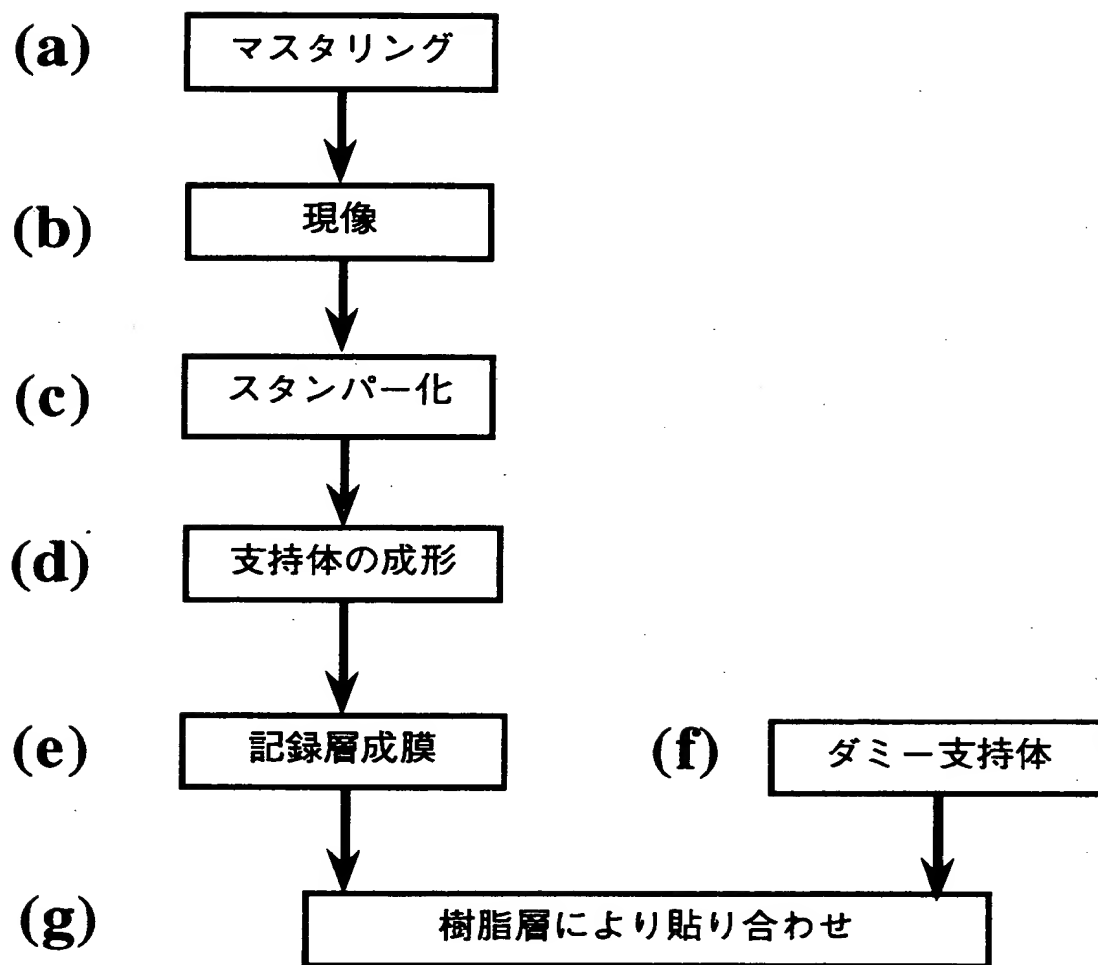 (a) マスタリング
(b) 現像
(c) スタンパー化
(d) 支持体の成形
(e) 記録層成膜
(f) ダミー支持体
(g) 樹脂層により貼り合わせ